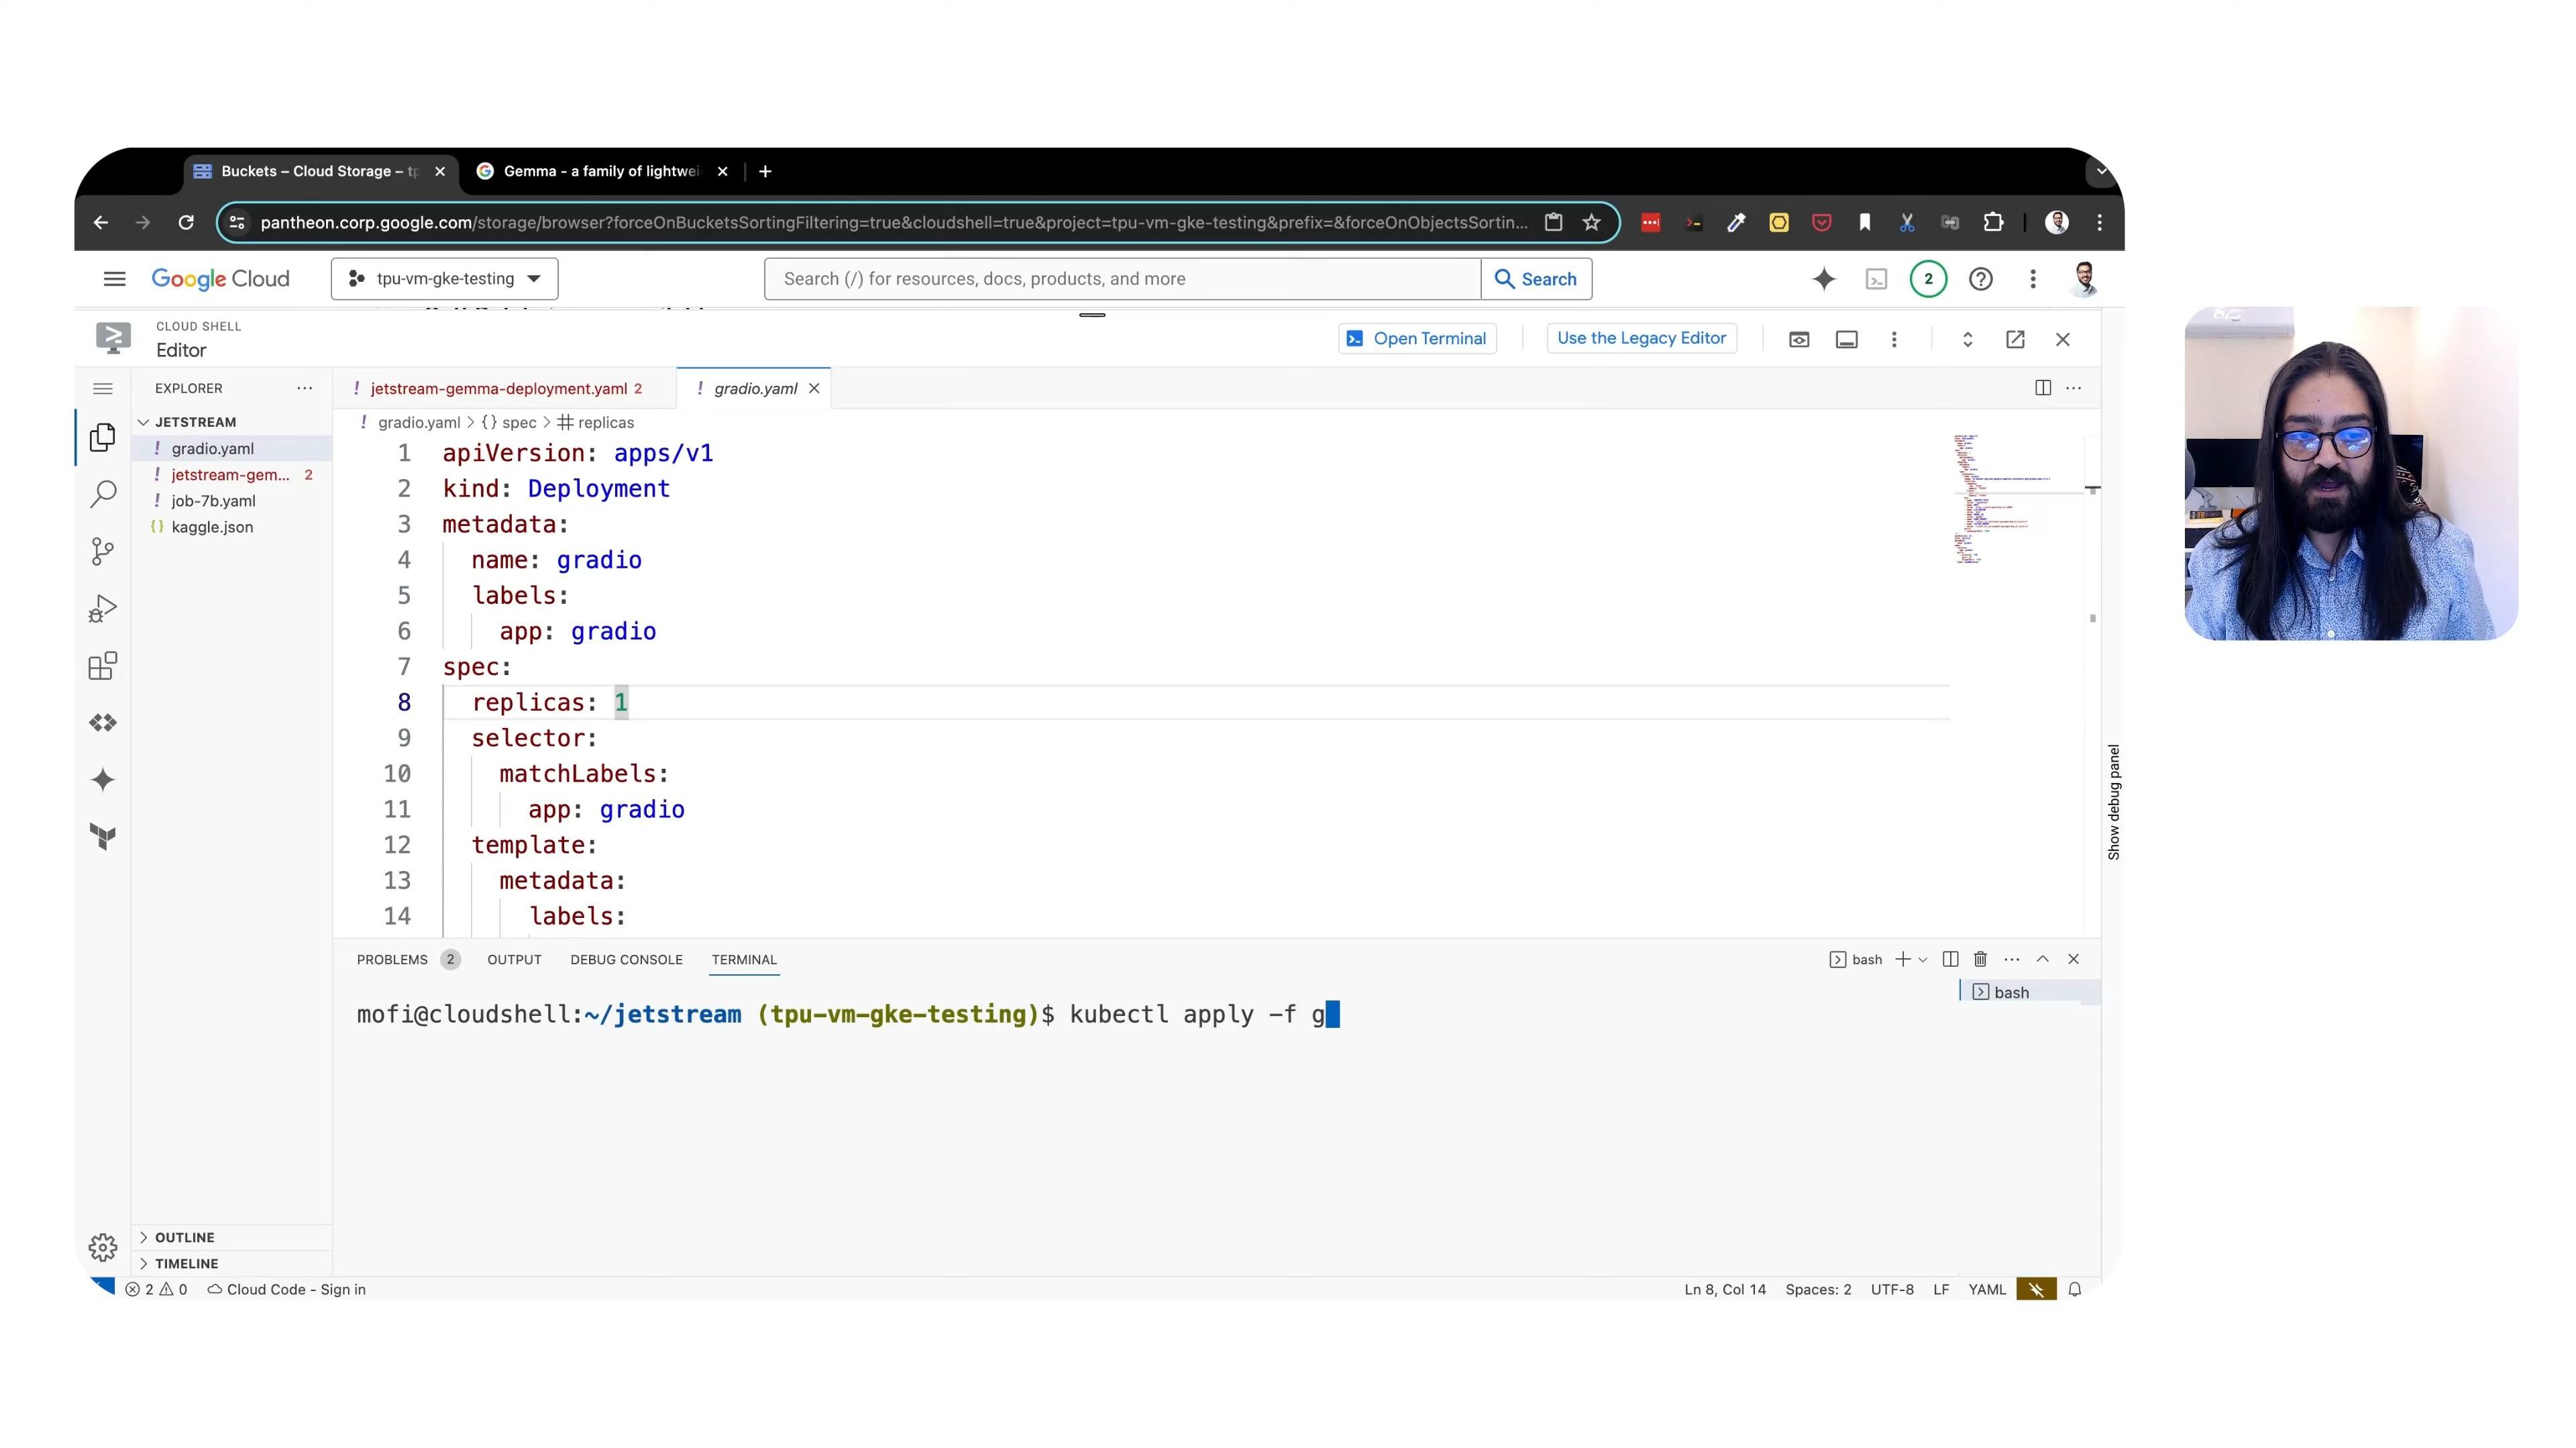 Buckets – Cloud Storage – tp
Gemma - a family of lightwei
pantheon.corp.google.com/storage/browser?forceOnBucketsSortingFiltering=true&cloudshell=true&project=tpu-vm-gke-testing&prefix=&forceOnObjectsSortin...
Google Cloud
tpu-vm-gke-testing
Search (/) for resources, docs, products, and more
Search
2
CLOUD SHELL
Editor
Open Terminal
Use the Legacy Editor
EXPLORER
JETSTREAM
! gradio.yaml
! jetstream-gem... 2
! job-7b.yaml
{} kaggle.json
OUTLINE
TIMELINE
! jetstream-gemma-deployment.yaml 2
! gradio.yaml
! gradio.yaml > {} spec > # replicas
1 apiVersion: apps/v1
2 kind: Deployment
3 metadata:
4 name: gradio
5 labels:
6 app: gradio
7 spec:
8 replicas: 1
9 selector:
10 matchLabels:
11 app: gradio
12 template:
13 metadata:
14 labels:
Show debug panel
PROBLEMS 2 OUTPUT DEBUG CONSOLE TERMINAL
bash
bash
mofi@cloudshell:~/jetstream (tpu-vm-gke-testing)$ kubectl apply -f g
2 0 Cloud Code - Sign in
Ln 8, Col 14 Spaces: 2 UTF-8 LF YAML